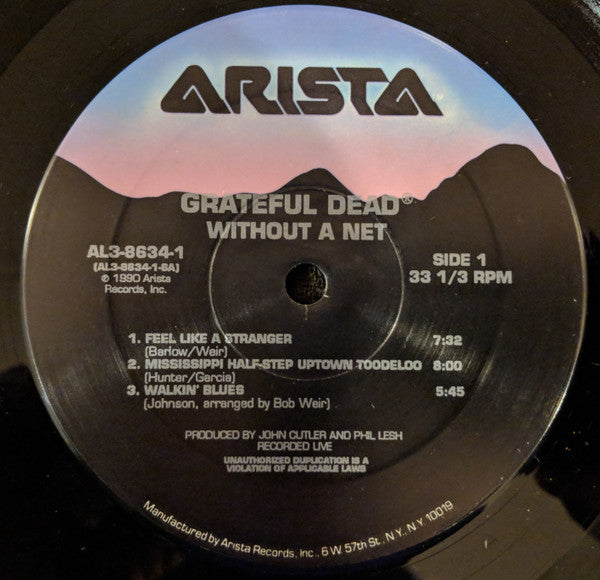 ARISTA
GRATEFUL DEAD®
WITHOUT A NET
AL3-8634-1
(AL3-8634-1-SA)
℗ 1990 Arista
Records, Inc.
SIDE 1
33 1/3 RPM
1. FEEL LIKE A STRANGER 7:32
(Barlow/Weir)
2. MISSISSIPPI HALF-STEP UPTOWN TOODELOO 8:00
(Hunter/Garcia)
3. WALKIN' BLUES 5:45
(Johnson, arranged by Bob Weir)
PRODUCED BY JOHN CUTLER AND PHIL LESH
RECORDED LIVE
UNAUTHORIZED DUPLICATION IS A
VIOLATION OF APPLICABLE LAWS
Manufactured by Arista Records, Inc., 6 W. 57th St., N.Y., N.Y. 10019